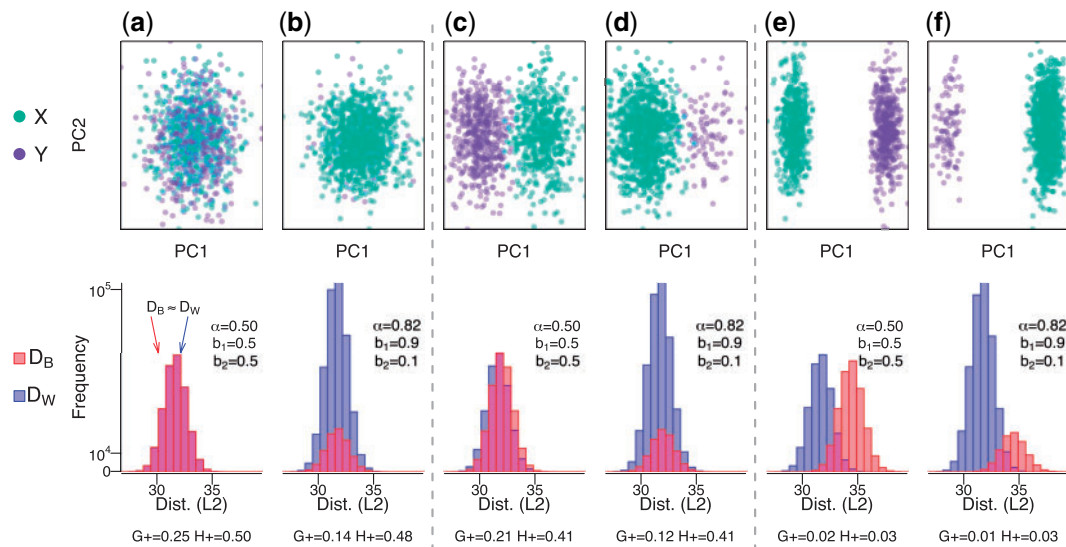 (a) (b) (c) (d) (e) (f)
X
Y
PC2
PC1 PC1 PC1 PC1 PC1 PC1
10⁵
10⁴
0
Frequency
D_B
D_W
D_B ≈ D_W
α=0.50
b₁=0.5
b₂=0.5
α=0.82
b₁=0.9
b₂=0.1
α=0.50
b₁=0.5
b₂=0.5
α=0.82
b₁=0.9
b₂=0.1
α=0.50
b₁=0.5
b₂=0.5
α=0.82
b₁=0.9
b₂=0.1
30 35 30 35 30 35 30 35 30 35 30 35
Dist. (L2) Dist. (L2) Dist. (L2) Dist. (L2) Dist. (L2) Dist. (L2)
G+=0.25 H+=0.50 G+=0.14 H+=0.48 G+=0.21 H+=0.41 G+=0.12 H+=0.41 G+=0.02 H+=0.03 G+=0.01 H+=0.03